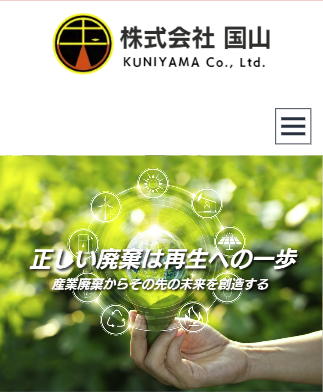 株式会社 国山
KUNIYAMA Co., Ltd.
正しい廃棄は再生への一歩
産業廃棄からその先の未来を創造する